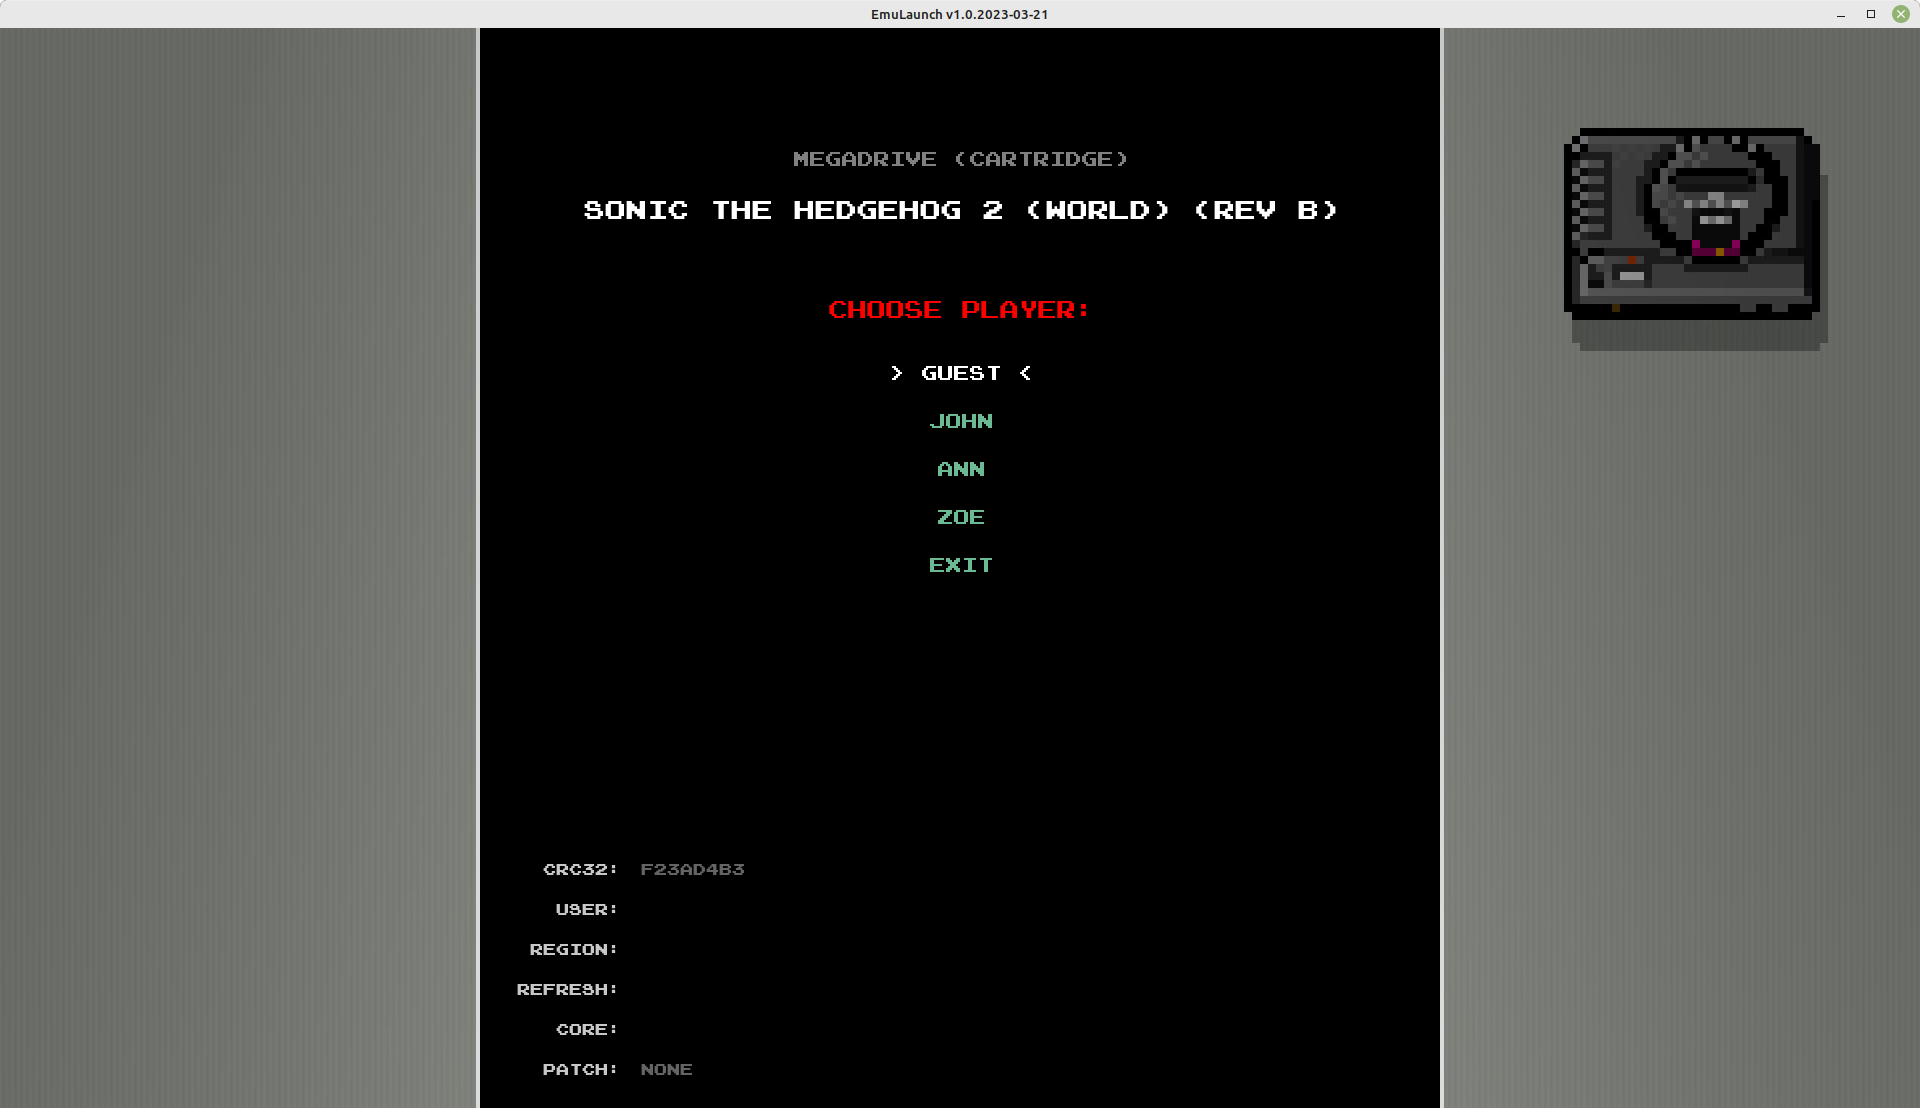 EmuLaunch v1.0.2023-03-21
MEGADRIVE (CARTRIDGE)
SONIC THE HEDGEHOG 2 (WORLD) (REV B)
CHOOSE PLAYER:
> GUEST <
JOHN
ANN
ZOE
EXIT
CRC32: F23AD4B3
USER:
REGION:
REFRESH:
CORE:
PATCH: NONE